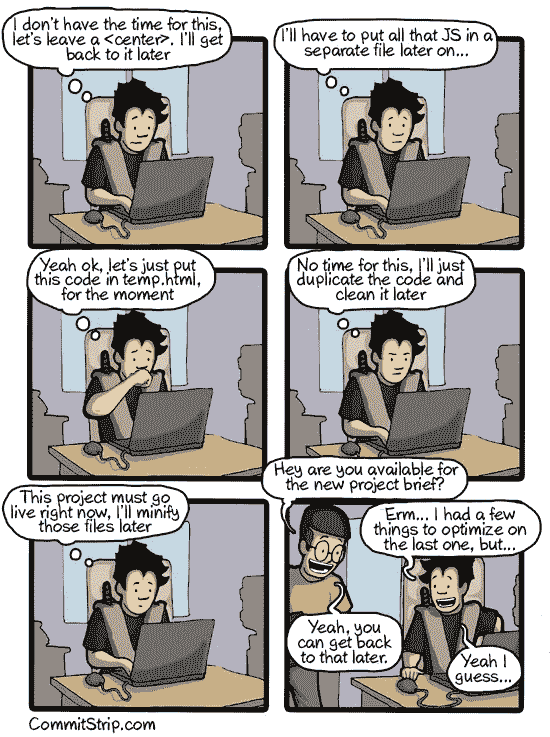 I don't have the time for this,
let's leave a <center>. I'll get
back to it later
I'll have to put all that JS in a
separate file later on...
Yeah ok, let's just put
this code in temp.html,
for the moment
No time for this, I'll just
duplicate the code and
clean it later
This project must go
live right now, I'll minify
those files later
Hey are you available for
the new project brief?
Erm... I had a few
things to optimize on
the last one, but...
Yeah, you
can get back
to that later.
Yeah I
guess...
CommitStrip.com